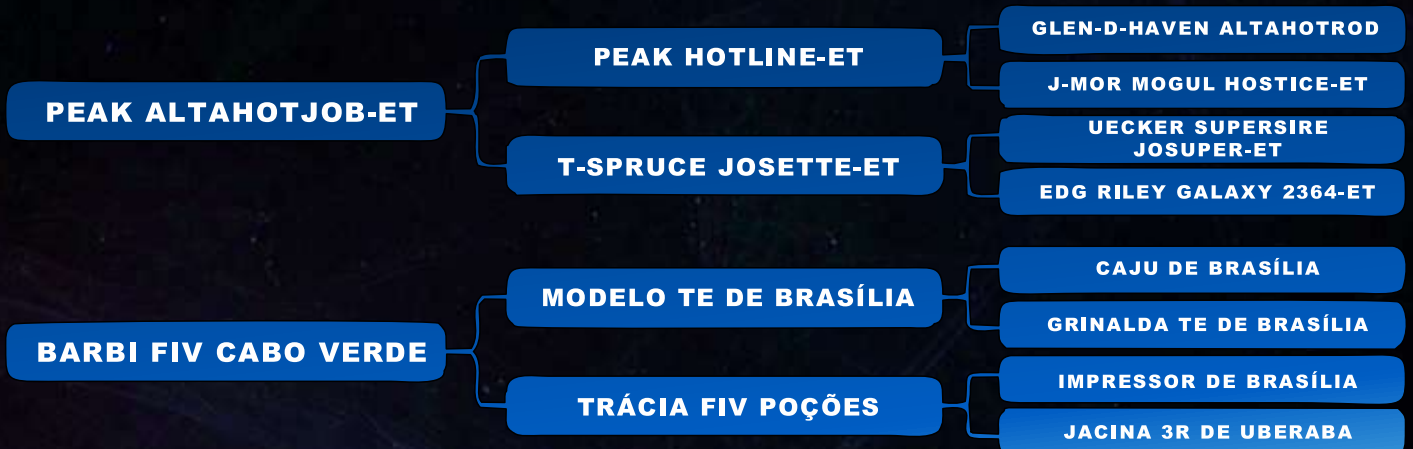 PEAK ALTAHOTJOB-ET
PEAK HOTLINE-ET
GLEN-D-HAVEN ALTAHOTROD
J-MOR MOGUL HOSTICE-ET
T-SPRUCE JOSETTE-ET
UECKER SUPERSIRE
JOSUPER-ET
EDG RILEY GALAXY 2364-ET
BARBI FIV CABO VERDE
MODELO TE DE BRASÍLIA
CAJU DE BRASÍLIA
GRINALDA TE DE BRASÍLIA
TRÁCIA FIV POÇÕES
IMPRESSOR DE BRASÍLIA
JACINA 3R DE UBERABA